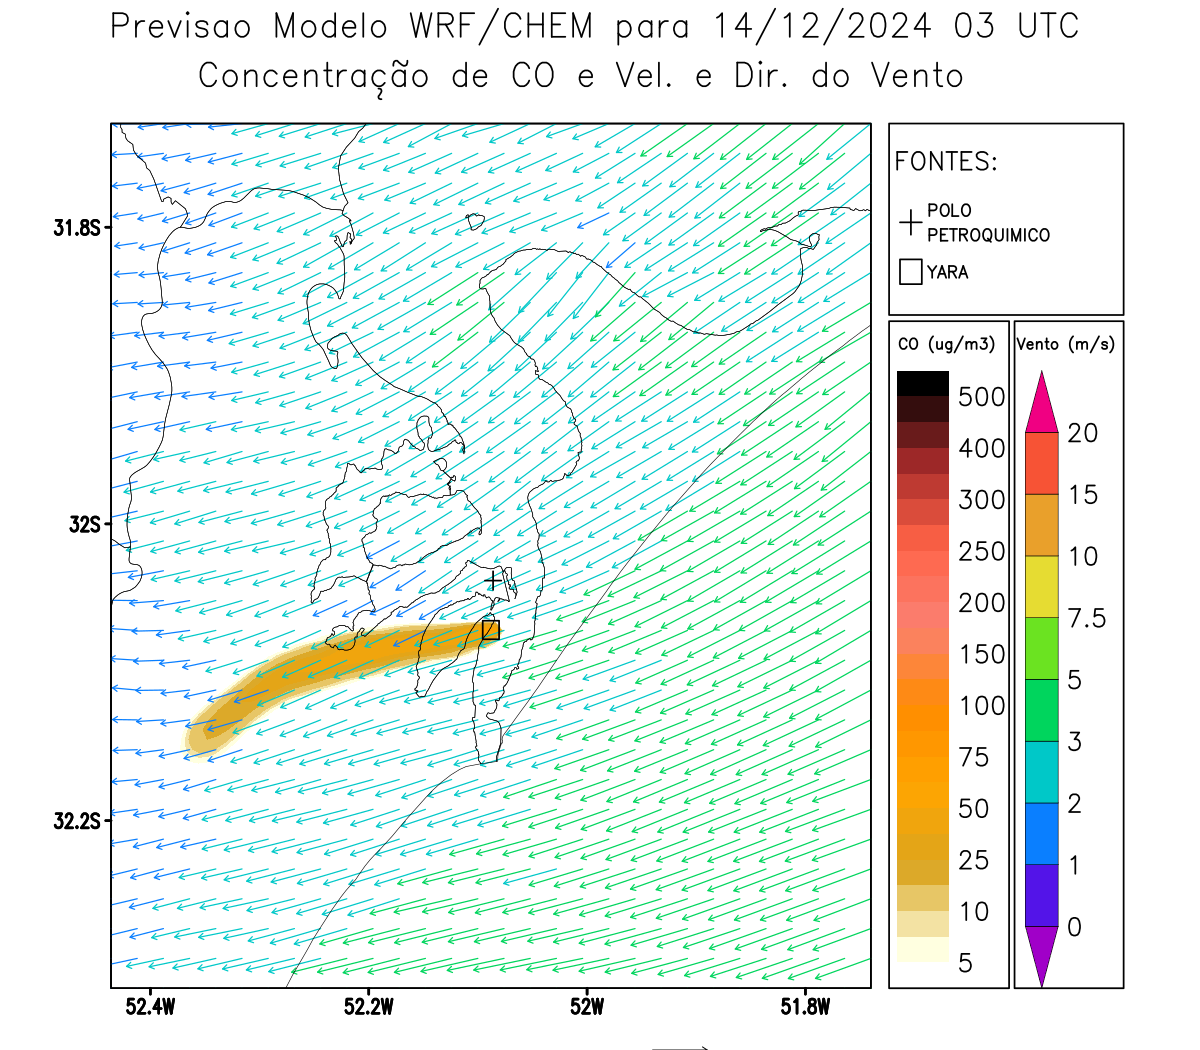 Previsao Modelo WRF/CHEM para 14/12/2024 03 UTC
Concentração de CO e Vel. e Dir. do Vento
FONTES:
POLO
PETROQUIMICO
YARA
31.8S
32S
32.2S
52.4W
52.2W
52W
51.8W
CO (ug/m3)
500
400
300
250
200
150
100
75
50
25
10
5
Vento (m/s)
20
15
10
7.5
5
3
2
1
0